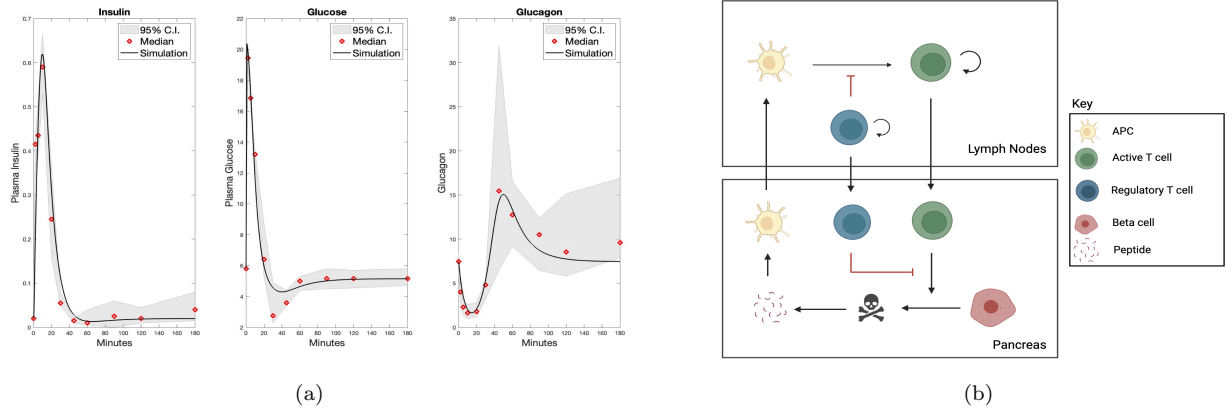 Insulin
0.7
0.6
0.5
0.4
0.3
0.2
0.1
0
Plasma Insulin
0 20 40 60 80 100 120 140 160 180
Minutes
95% C.I.
Median
Simulation
Glucose
22
20
18
16
14
12
10
8
6
4
2
Plasma Glucose
0 20 40 60 80 100 120 140 160 180
Minutes
95% C.I.
Median
Simulation
Glucagon
35
30
25
20
15
10
5
0
Glucagon
0 20 40 60 80 100 120 140 160 180
Minutes
95% C.I.
Median
Simulation
(a)
Lymph Nodes
Pancreas
Key
APC
Active T cell
Regulatory T cell
Beta cell
Peptide
(b)